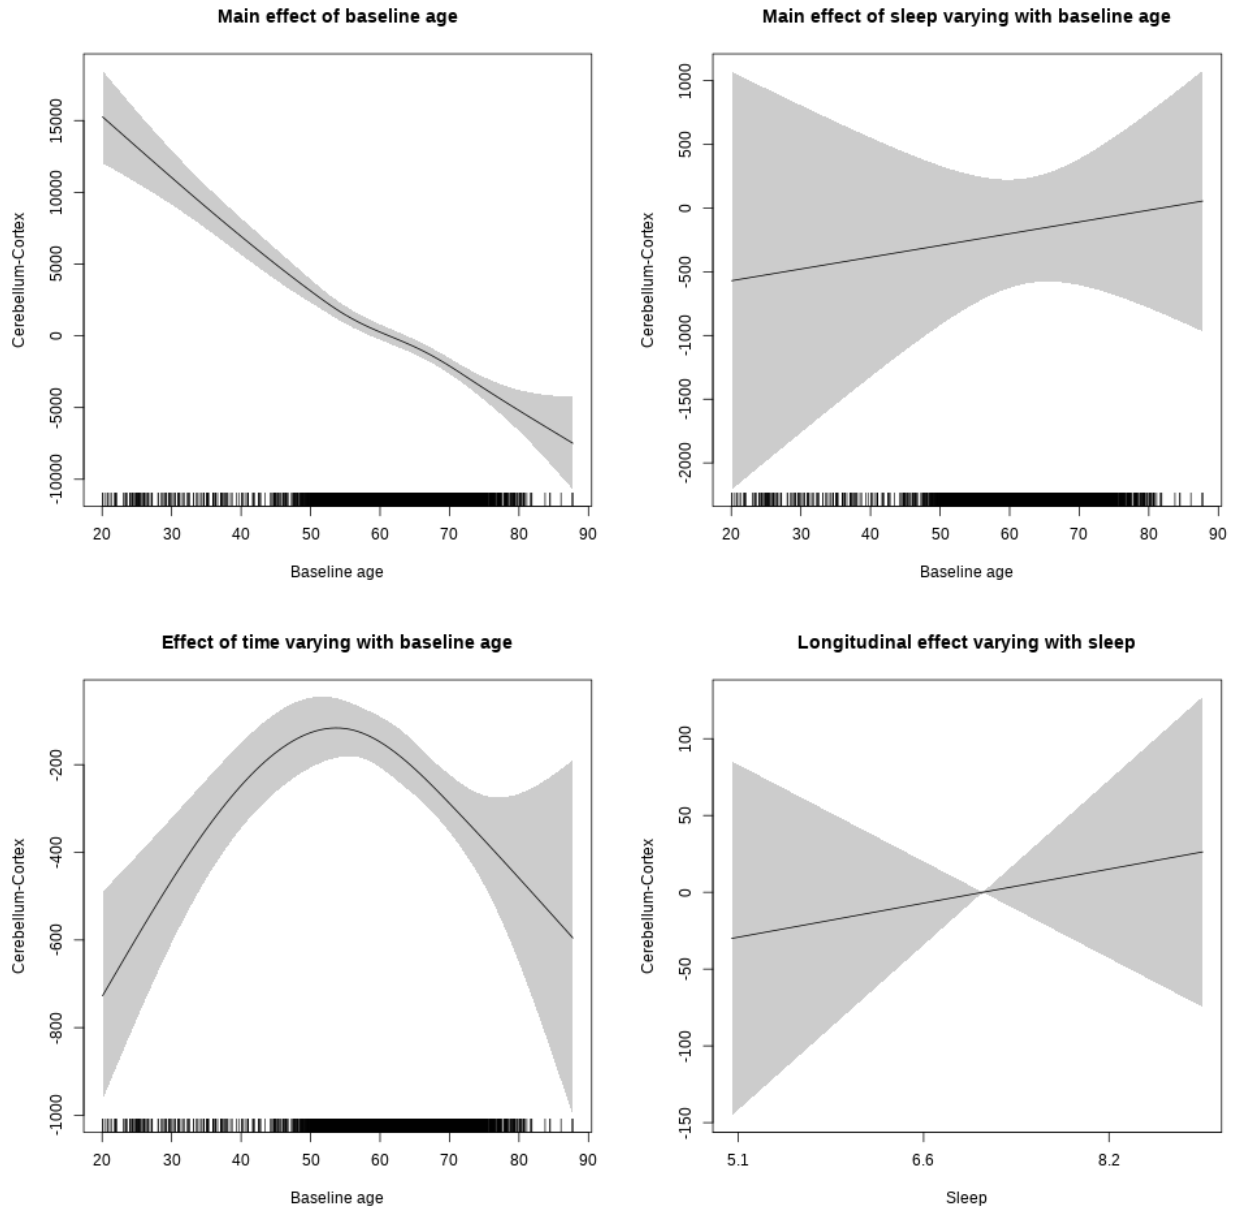 Main effect of baseline age
Cerebellum-Cortex
15000
10000
5000
0
-5000
-10000
20 30 40 50 60 70 80 90
Baseline age
Main effect of sleep varying with baseline age
Cerebellum-Cortex
1000
500
0
-500
-1000
-1500
-2000
20 30 40 50 60 70 80 90
Baseline age
Effect of time varying with baseline age
Cerebellum-Cortex
-200
-400
-600
-800
-1000
20 30 40 50 60 70 80 90
Baseline age
Longitudinal effect varying with sleep
Cerebellum-Cortex
100
50
0
-50
-100
-150
5.1 6.6 8.2
Sleep